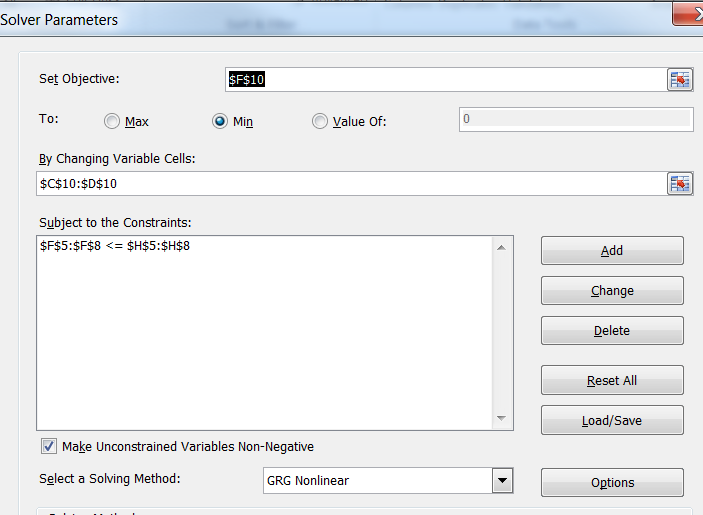 Solver Parameters
Set Objective:
$F$10
To:
Max
Min
Value Of:
0
By Changing Variable Cells:
$C$10:$D$10
Subject to the Constraints:
$F$5:$F$8 <= $H$5:$H$8
Add
Change
Delete
Reset All
Load/Save
Make Unconstrained Variables Non-Negative
Select a Solving Method:
GRG Nonlinear
Options